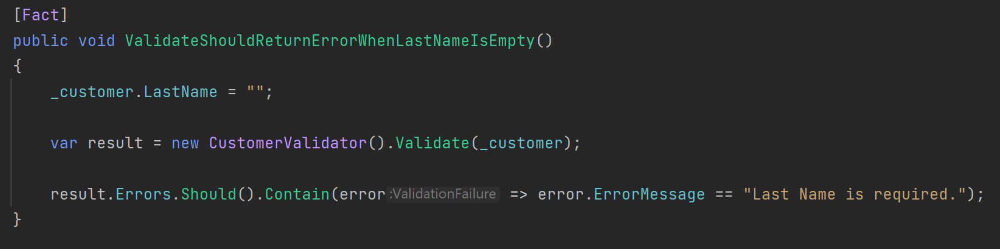 [Fact]
public void ValidateShouldReturnErrorWhenLastNameIsEmpty()
{
    _customer.LastName = "";
    var result = new CustomerValidator().Validate(_customer);
    result.Errors.Should().Contain(error :ValidationFailure => error.ErrorMessage == "Last Name is required.");
}